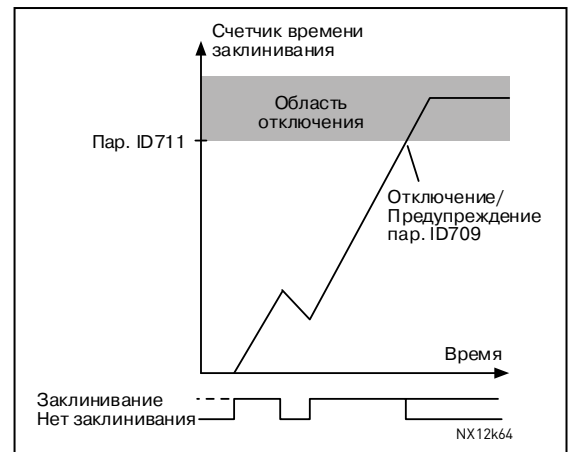 Счетчик времени
заклинивания
Область
отключения
Пар. ID711
Отключение/
Предупреждение
пар. ID709
Время
Заклинивание
Нет заклинивания
NX12k64